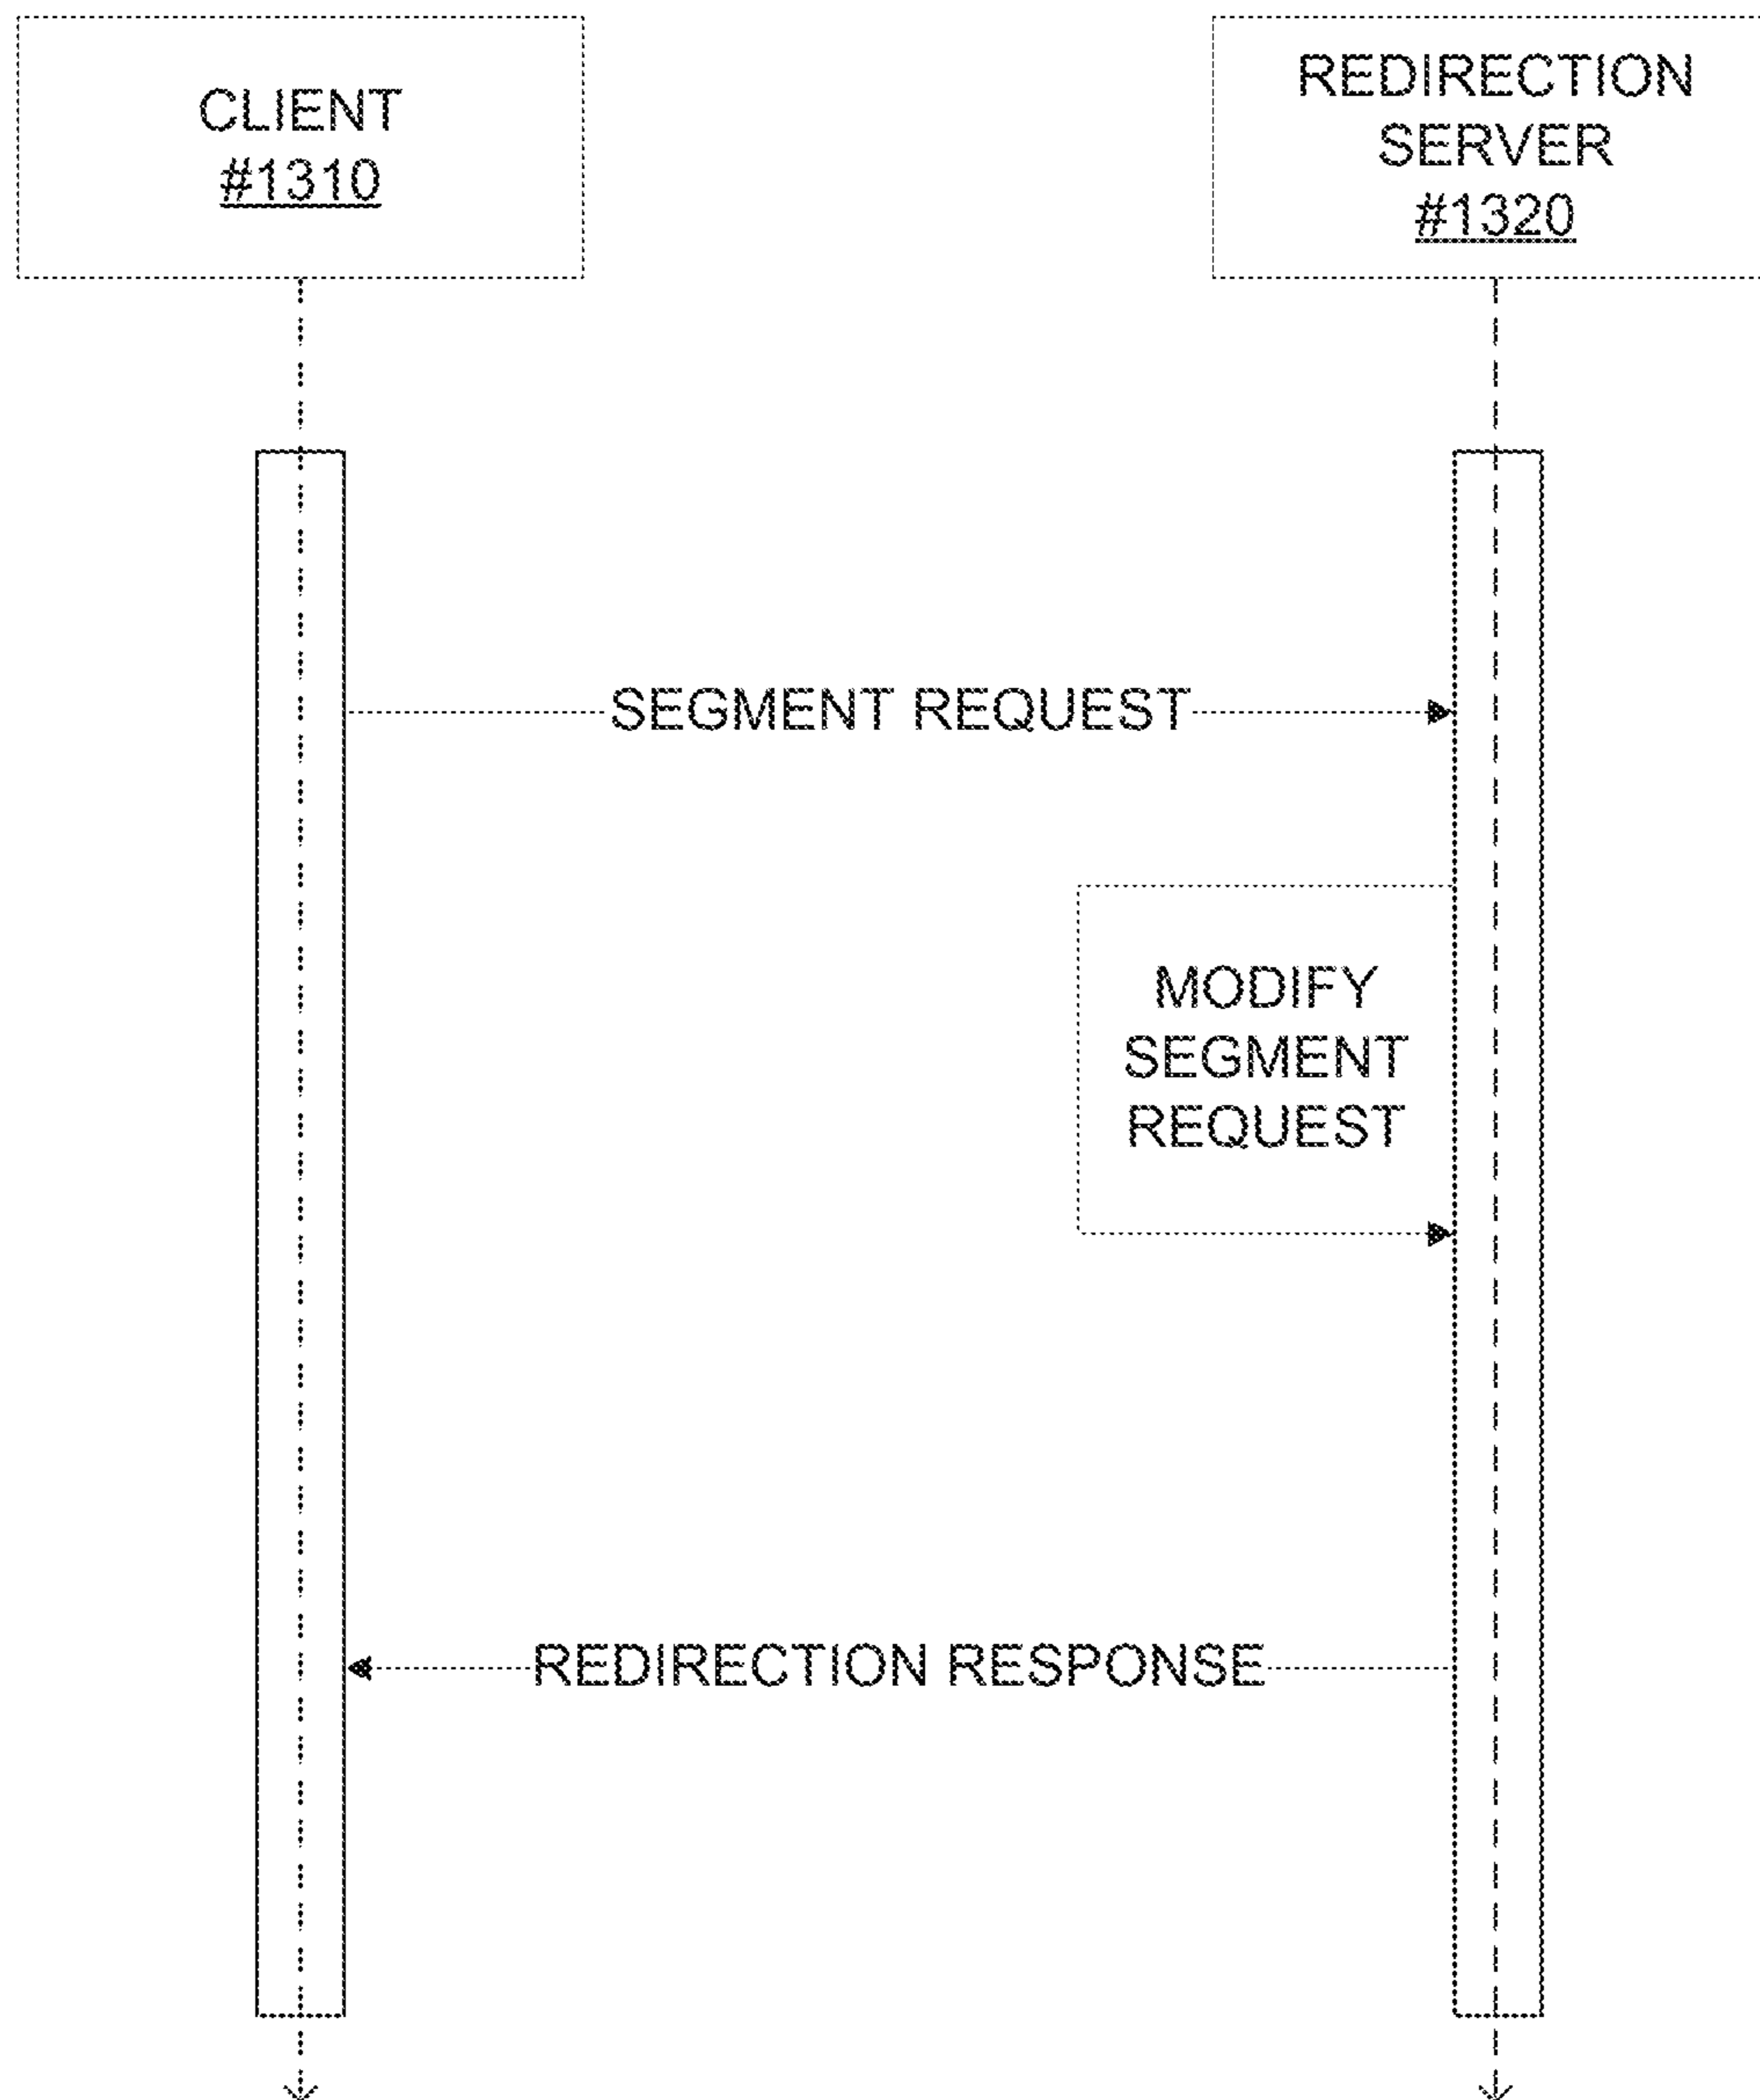 CLIENT
#1310
REDIRECTION
SERVER
#1320
SEGMENT REQUEST
MODIFY
SEGMENT
REQUEST
REDIRECTION RESPONSE